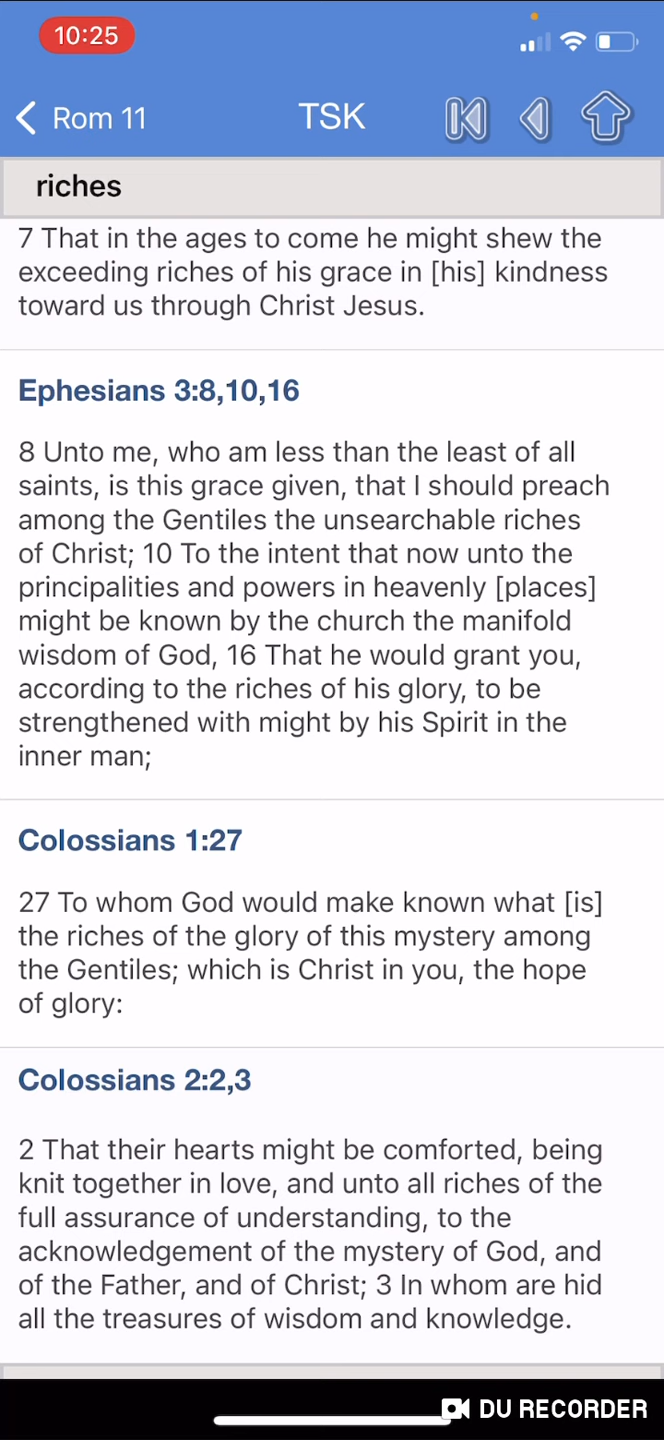 10:25
Rom 11
TSK
riches
7 That in the ages to come he might shew the
exceeding riches of his grace in [his] kindness
toward us through Christ Jesus.
Ephesians 3:8,10,16
8 Unto me, who am less than the least of all
saints, is this grace given, that I should preach
among the Gentiles the unsearchable riches
of Christ; 10 To the intent that now unto the
principalities and powers in heavenly [places]
might be known by the church the manifold
wisdom of God, 16 That he would grant you,
according to the riches of his glory, to be
strengthened with might by his Spirit in the
inner man;
Colossians 1:27
27 To whom God would make known what [is]
the riches of the glory of this mystery among
the Gentiles; which is Christ in you, the hope
of glory:
Colossians 2:2,3
2 That their hearts might be comforted, being
knit together in love, and unto all riches of the
full assurance of understanding, to the
acknowledgement of the mystery of God, and
of the Father, and of Christ; 3 In whom are hid
all the treasures of wisdom and knowledge.
DU RECORDER